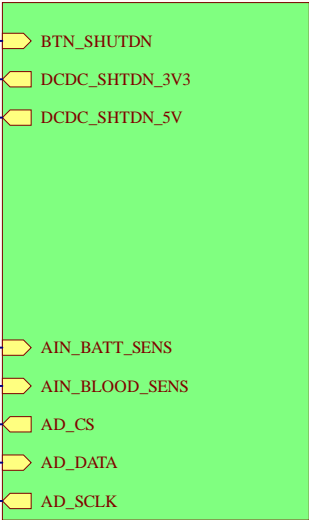 BTN_SHUTDN
DCDC_SHTDN_3V3
DCDC_SHTDN_5V
AIN_BATT_SENS
AIN_BLOOD_SENS
AD_CS
AD_DATA
AD_SCLK